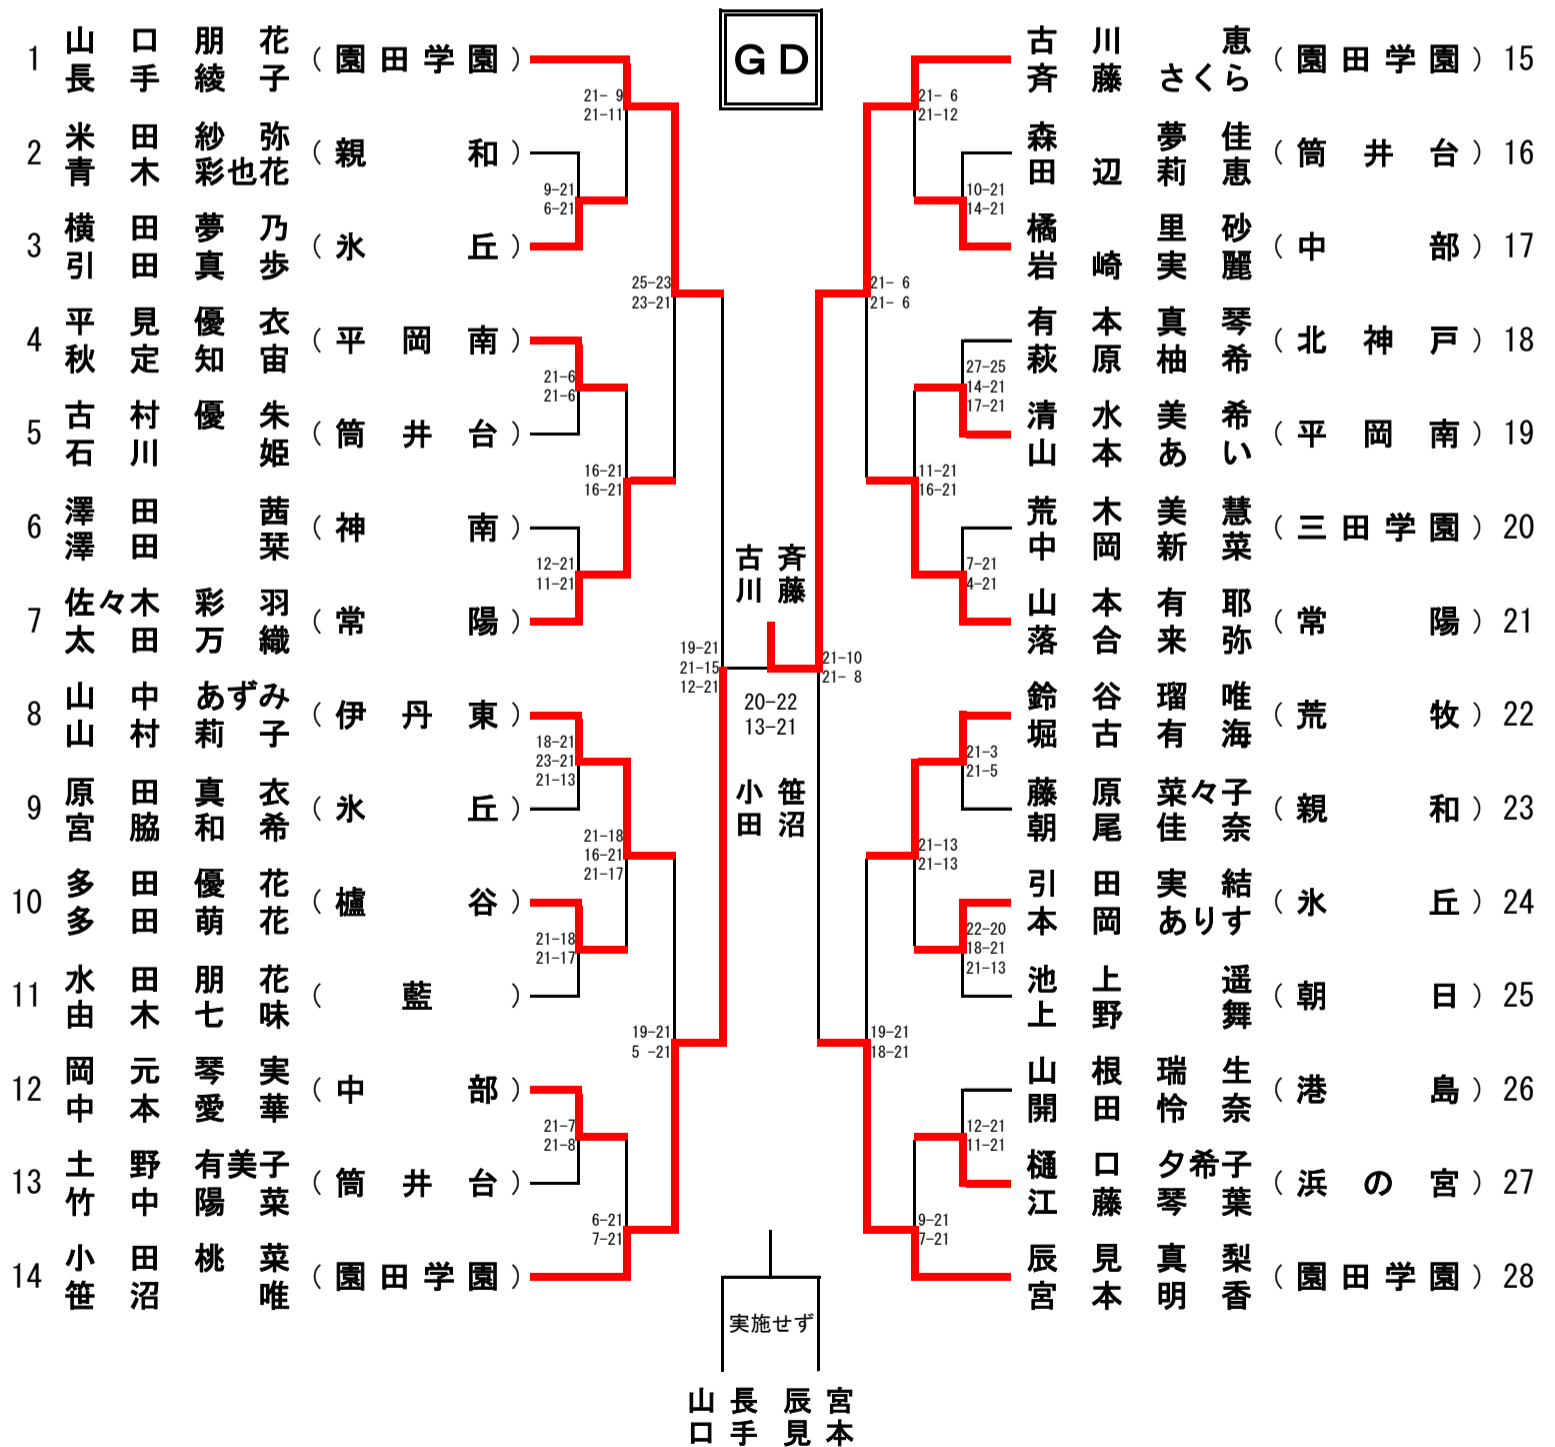 GD
1 山口朋花 (園田学園)
長手綾子
21- 9
21-11
2 米田紗弥 (親和)
青木彩也花
9-21
6-21
3 横田夢乃 (氷丘)
引田真歩
25-23
23-21
4 平見優衣 (平岡南)
秋定知宙
21-6
21-6
5 古村優朱 (筒井台)
石川姫
16-21
16-21
6 澤田茜 (神南)
澤田栞
12-21
11-21
7 佐々木彩羽 (常陽)
太田万織
19-21
21-15
12-21
8 山中あずみ (伊丹東)
山村莉子
18-21
23-21
21-13
9 原田真衣 (氷丘)
宮脇和希
21-18
16-21
21-17
10 多田優花 (櫨谷)
多田萌花
21-18
21-17
11 水田朋花 (藍)
由木七味
19-21
5 -21
12 岡元琴実 (中部)
中本愛華
21-7
21-8
13 土野有美子 (筒井台)
竹中陽菜
6-21
7-21
14 小田桃菜 (園田学園)
笹沼唯
古川 斉藤
20-22
13-21
小田 笹沼
古川恵 (園田学園) 15
斉藤さくら
21- 6
21-12
森夢佳 (筒井台) 16
田辺莉恵
10-21
14-21
橘里砂 (中部) 17
岩崎実麗
21- 6
21- 6
有本真琴 (北神戸) 18
萩原柚希
27-25
14-21
17-21
清水美希 (平岡南) 19
山本あい
11-21
16-21
荒木美慧 (三田学園) 20
中岡新菜
7-21
4-21
山本有耶 (常陽) 21
落合来弥
21-10
21- 8
鈴谷瑠唯 (荒牧) 22
堀古有海
21-3
21-5
藤原菜々子 (親和) 23
朝尾佳奈
21-13
21-13
引田実結 (氷丘) 24
本岡ありす
22-20
18-21
21-13
池上遥 (朝日) 25
上野舞
19-21
18-21
山根瑞生 (港島) 26
開田怜奈
12-21
11-21
樋口夕希子 (浜の宮) 27
江藤琴葉
9-21
7-21
辰見真梨 (園田学園) 28
宮本明香
実施せず
山口 長手 辰見 宮本